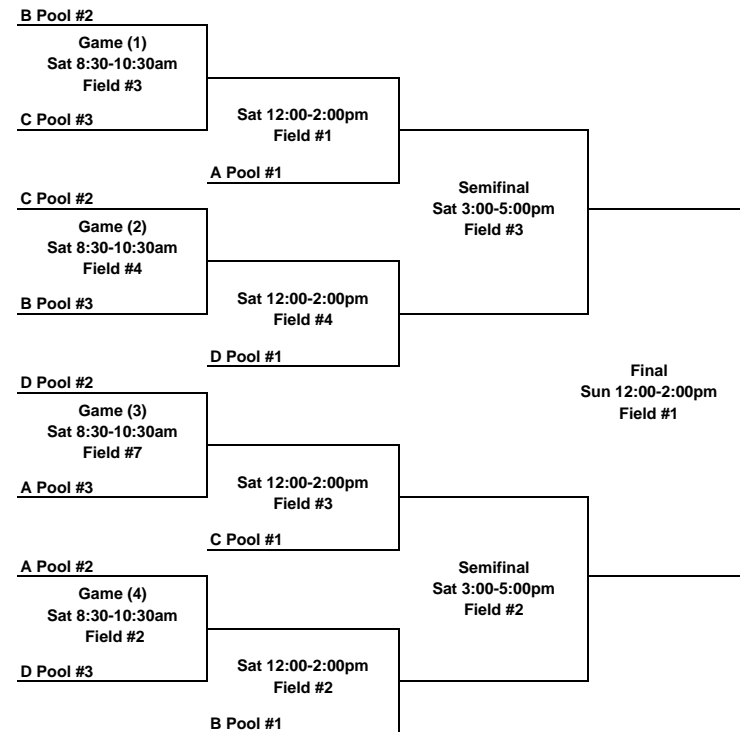 B Pool #2
Game (1)
Sat 8:30-10:30am
Field #3
C Pool #3
Sat 12:00-2:00pm
Field #1
A Pool #1
Semifinal
Sat 3:00-5:00pm
Field #3
C Pool #2
Game (2)
Sat 8:30-10:30am
Field #4
B Pool #3
Sat 12:00-2:00pm
Field #4
D Pool #1
Final
Sun 12:00-2:00pm
Field #1
D Pool #2
Game (3)
Sat 8:30-10:30am
Field #7
A Pool #3
Sat 12:00-2:00pm
Field #3
C Pool #1
Semifinal
Sat 3:00-5:00pm
Field #2
A Pool #2
Game (4)
Sat 8:30-10:30am
Field #2
D Pool #3
Sat 12:00-2:00pm
Field #2
B Pool #1